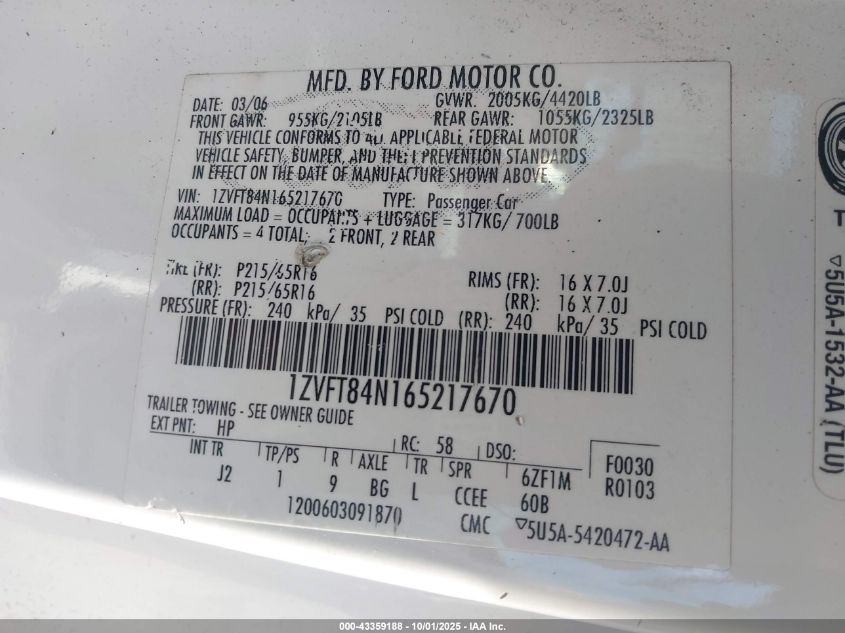 MFD. BY FORD MOTOR CO.
DATE: 03/06 GVWR: 2005KG/4420LB
FRONT GAWR: 955KG/2105LB REAR GAWR: 1055KG/2325LB
THIS VEHICLE CONFORMS TO ALL APPLICABLE FEDERAL MOTOR
VEHICLE SAFETY, BUMPER, AND THEFT PREVENTION STANDARDS
IN EFFECT ON THE DATE OF MANUFACTURE SHOWN ABOVE.
VIN: 1ZVFT84N165217670 TYPE: Passenger Car
MAXIMUM LOAD = OCCUPANTS + LUGGAGE = 317KG/ 700LB
OCCUPANTS = 4 TOTAL; 2 FRONT, 2 REAR
(FR): P215/65R16 RIMS (FR): 16 X 7.0J
(RR): P215/65R16 (RR): 16 X 7.0J
PRESSURE (FR): 240 kPa/ 35 PSI COLD (RR): 240 kPa/ 35 PSI COLD
1ZVFT84N165217670
TRAILER TOWING - SEE OWNER GUIDE
EXT PNT: HP RC: 58 DSO: F0030
INT TR TP/PS R AXLE TR SPR 6ZF1M R0103
J2 1 9 BG L CCEE 60B
1200603091870 CMC ▽5U5A-5420472-AA
T
▽5U5A-1532-AA (TLU)
000-43359188 - 10/01/2025 - IAA Inc.